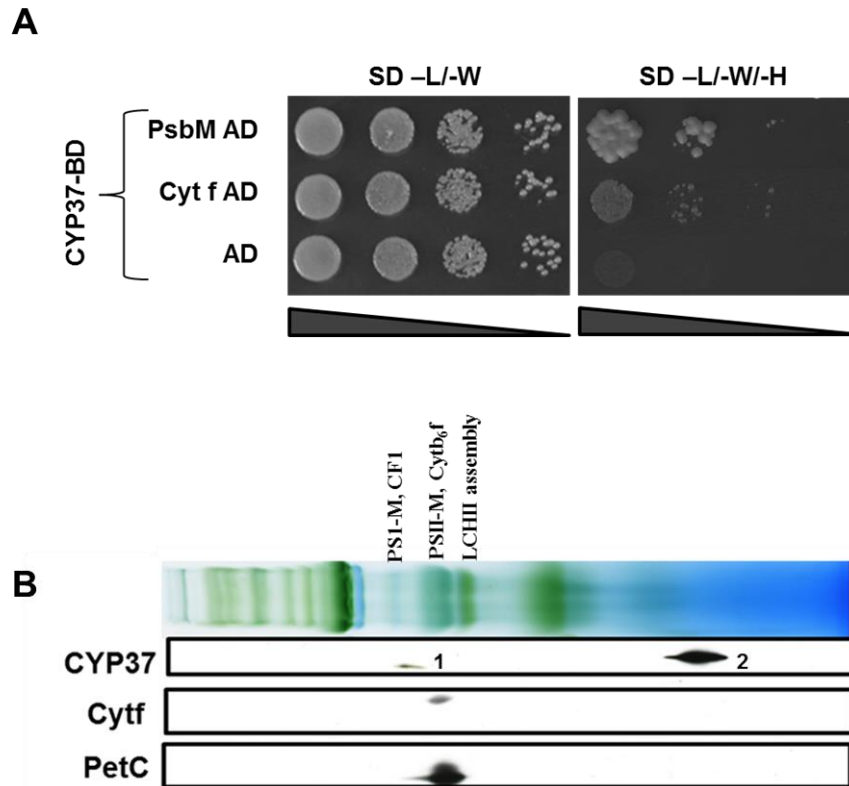 A
SD –L/-W
SD –L/-W/-H
CYP37-BD
PsbM AD
Cyt f AD
AD
PS1-M, CF1
PSII-M, Cytb₆f
LCHII assembly
B
CYP37
1
2
Cytf
PetC